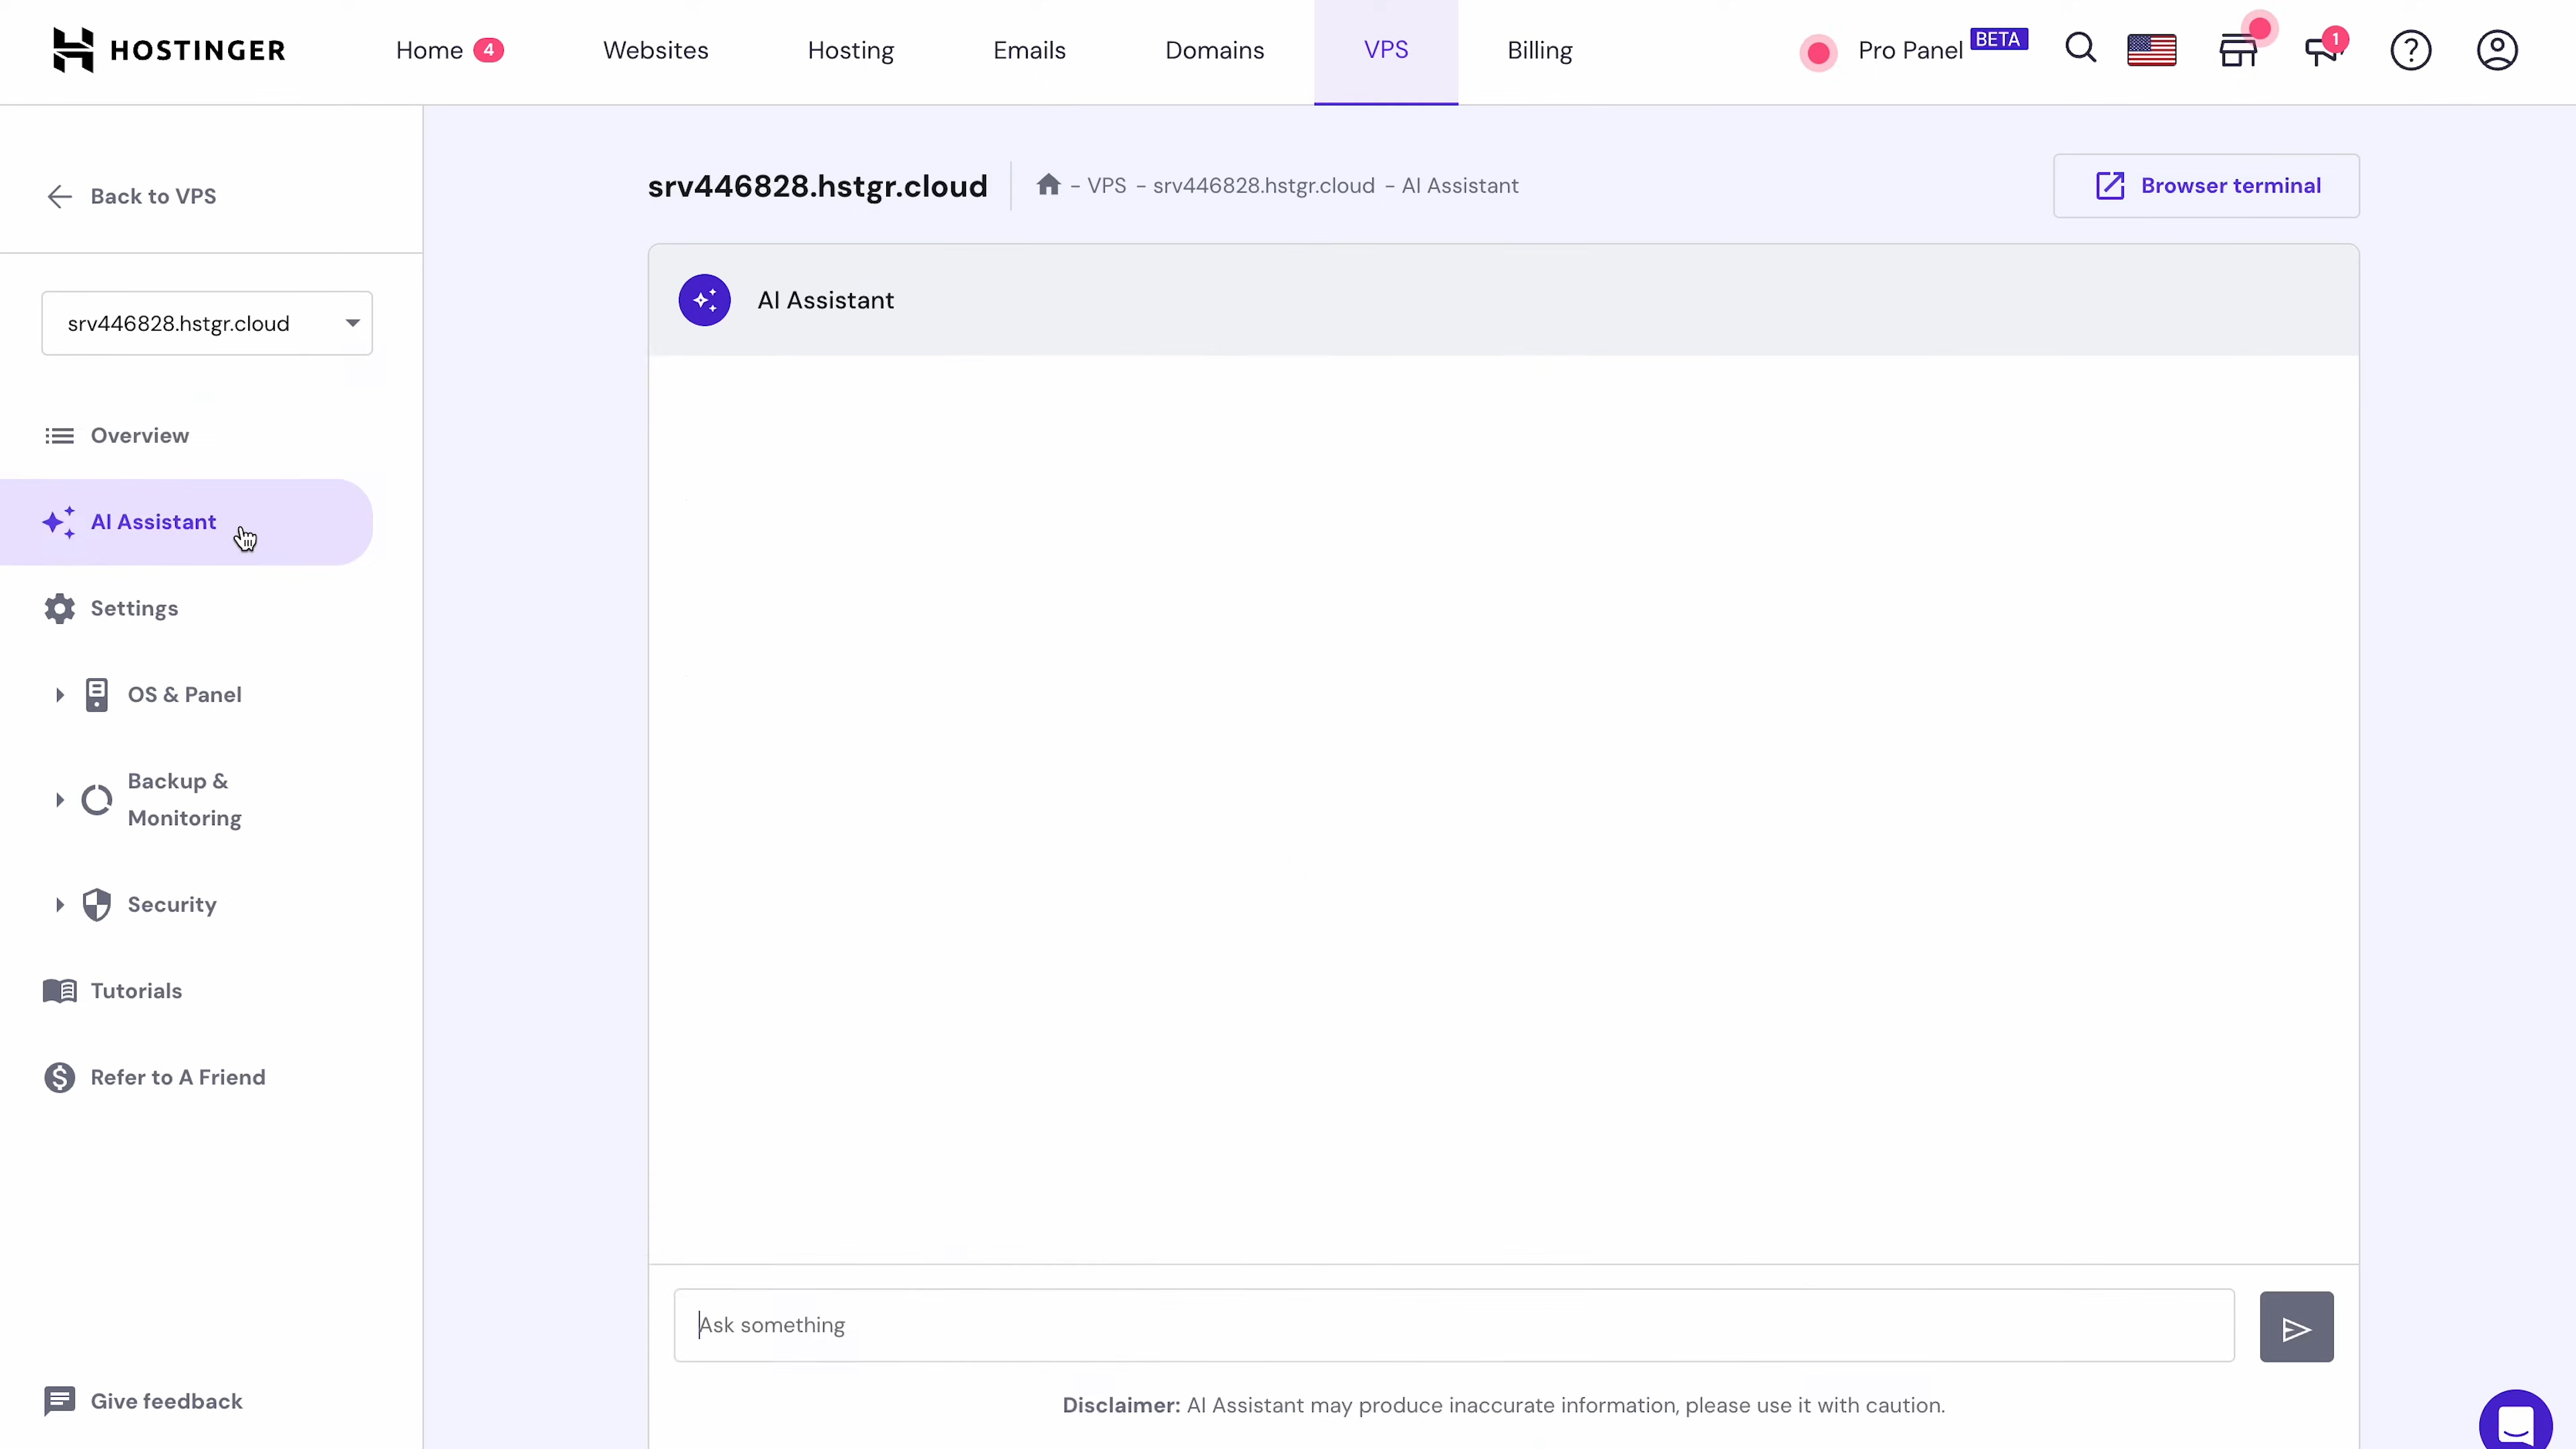 HOSTINGER
Home 4
Websites
Hosting
Emails
Domains
VPS
Billing
Pro Panel BETA
1
Back to VPS
srv446828.hstgr.cloud
Overview
AI Assistant
Settings
OS & Panel
Backup &
Monitoring
Security
Tutorials
Refer to A Friend
Give feedback
srv446828.hstgr.cloud
- VPS - srv446828.hstgr.cloud - AI Assistant
Browser terminal
AI Assistant
Ask something
Disclaimer: AI Assistant may produce inaccurate information, please use it with caution.